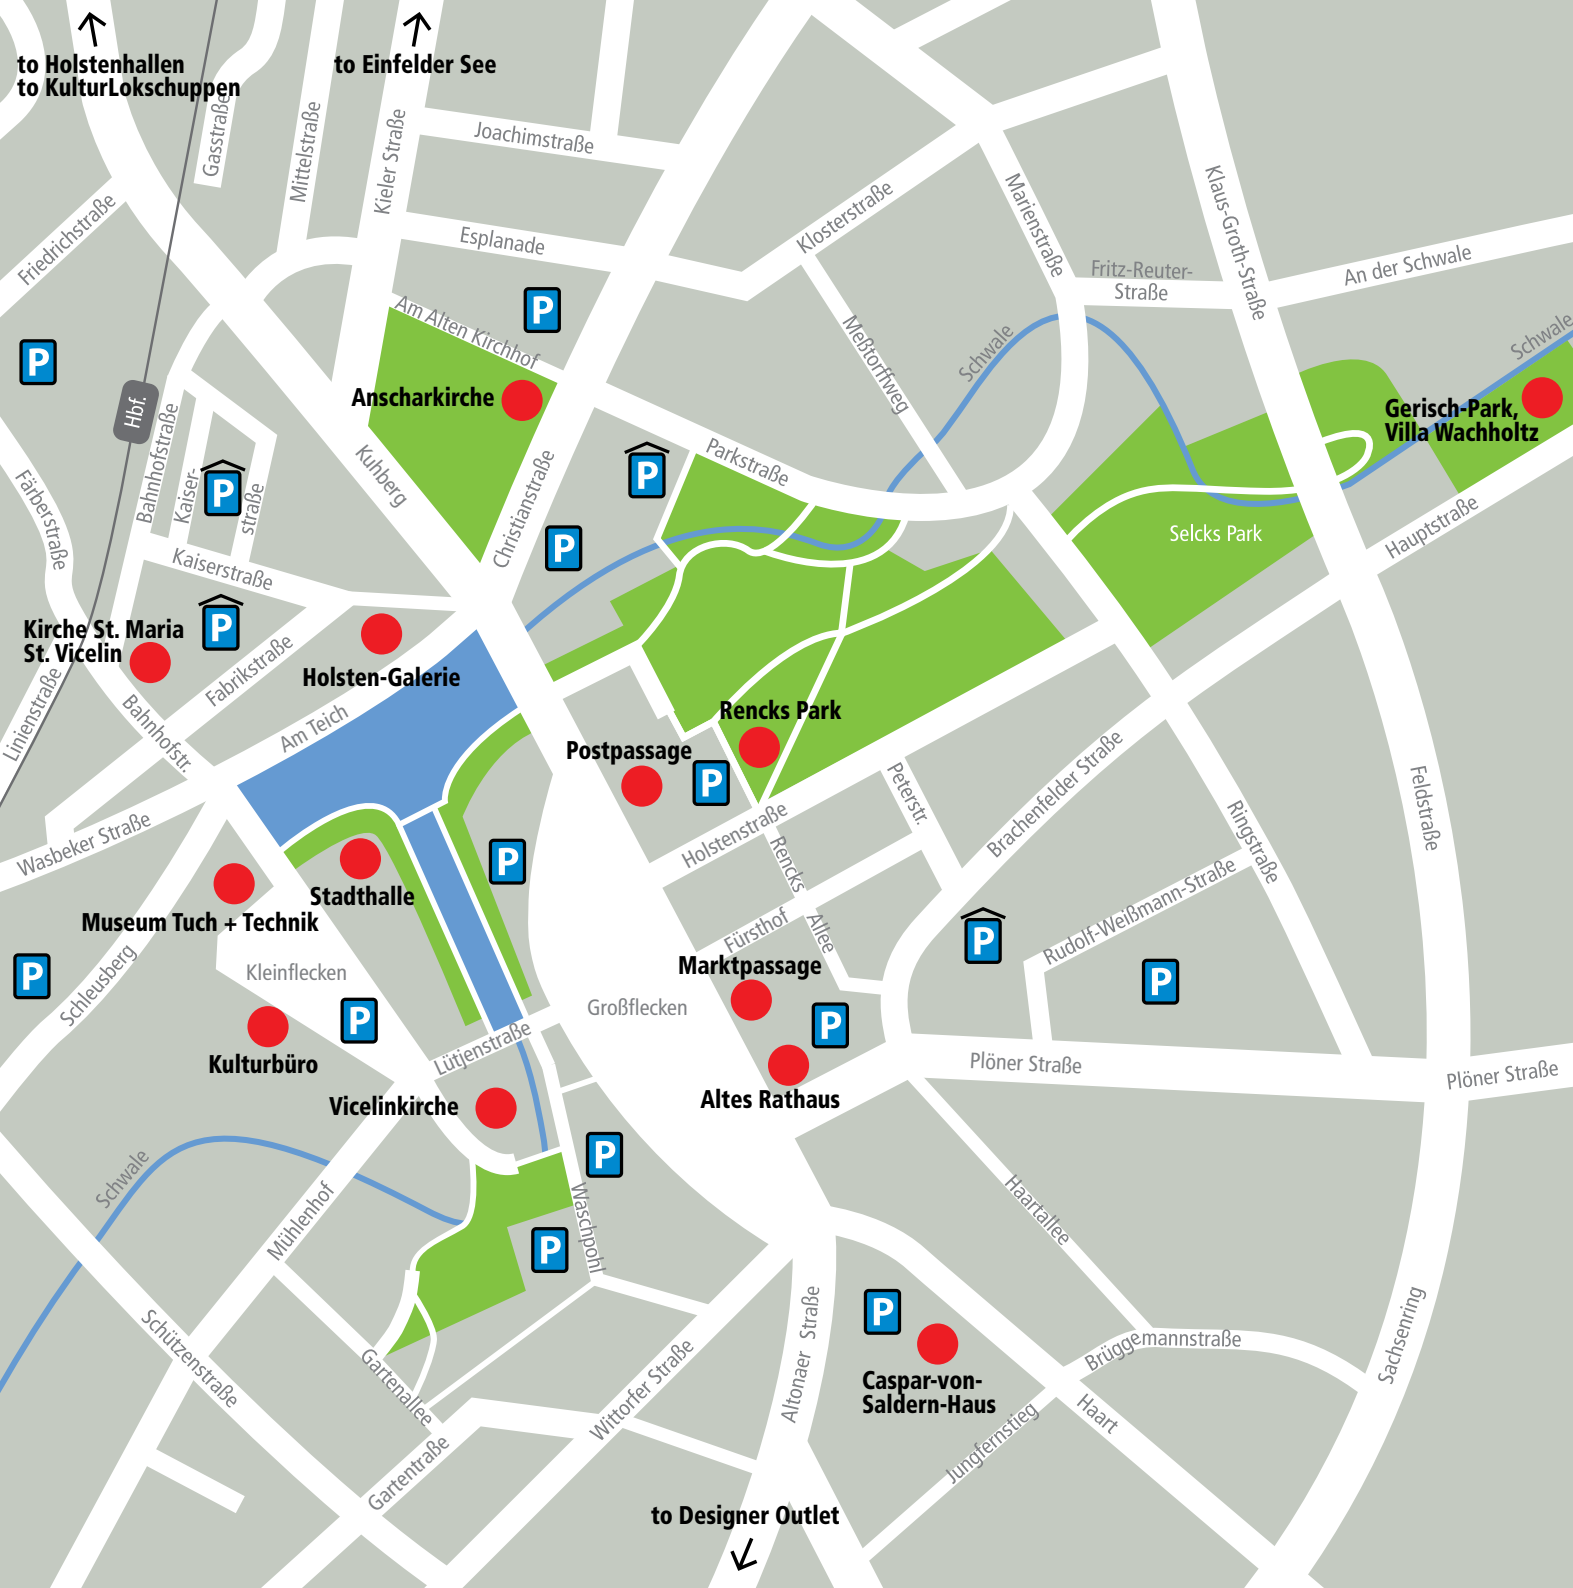 to Holstenhallen
to KulturLokschuppen
to Einfelder See
Gasstraße
Mittelstraße
Kieler Straße
Joachimstraße
Friedrichstraße
Esplanade
Klosterstraße
Marienstraße
Klaus-Groth-Straße
Fritz-Reuter-
Straße
An der Schwale
P
P
Am Alten Kirchhof
Meßtorffweg
Schwale
Schwale
Hbf.
Anscharkirche
Gerisch-Park,
Villa Wachholtz
Bahnhofstraße
Kaiser-
straße
P
Kuhberg
Christianstraße
P
Parkstraße
Färberstraße
P
Selcks Park
Hauptstraße
Kaiserstraße
Kirche St. Maria
St. Vicelin
P
Fabrikstraße
Holsten-Galerie
Linienstraße
Bahnhofstr.
Am Teich
Rencks Park
Postpassage
P
Peterstr.
Brachenfelder Straße
Feldstraße
Wasbeker Straße
Holstenstraße
Rencks
Allee
Ringstraße
P
Stadthalle
Museum Tuch + Technik
Fürsthof
Rudolf-Weißmann-Straße
P
P
P
Schleusberg
Kleinflecken
Marktpassage
P
Großflecken
P
Kulturbüro
Lütjenstraße
Altes Rathaus
Plöner Straße
Plöner Straße
Vicelinkirche
P
Schwale
Mühlenhof
Waschpohl
P
Haartallee
Schützenstraße
Altonaer Straße
P
Caspar-von-
Saldern-Haus
Brüggemannstraße
Sachsenring
Gartenallee
Wittorfer Straße
Jungfernstieg
Haart
Gartentraße
to Designer Outlet